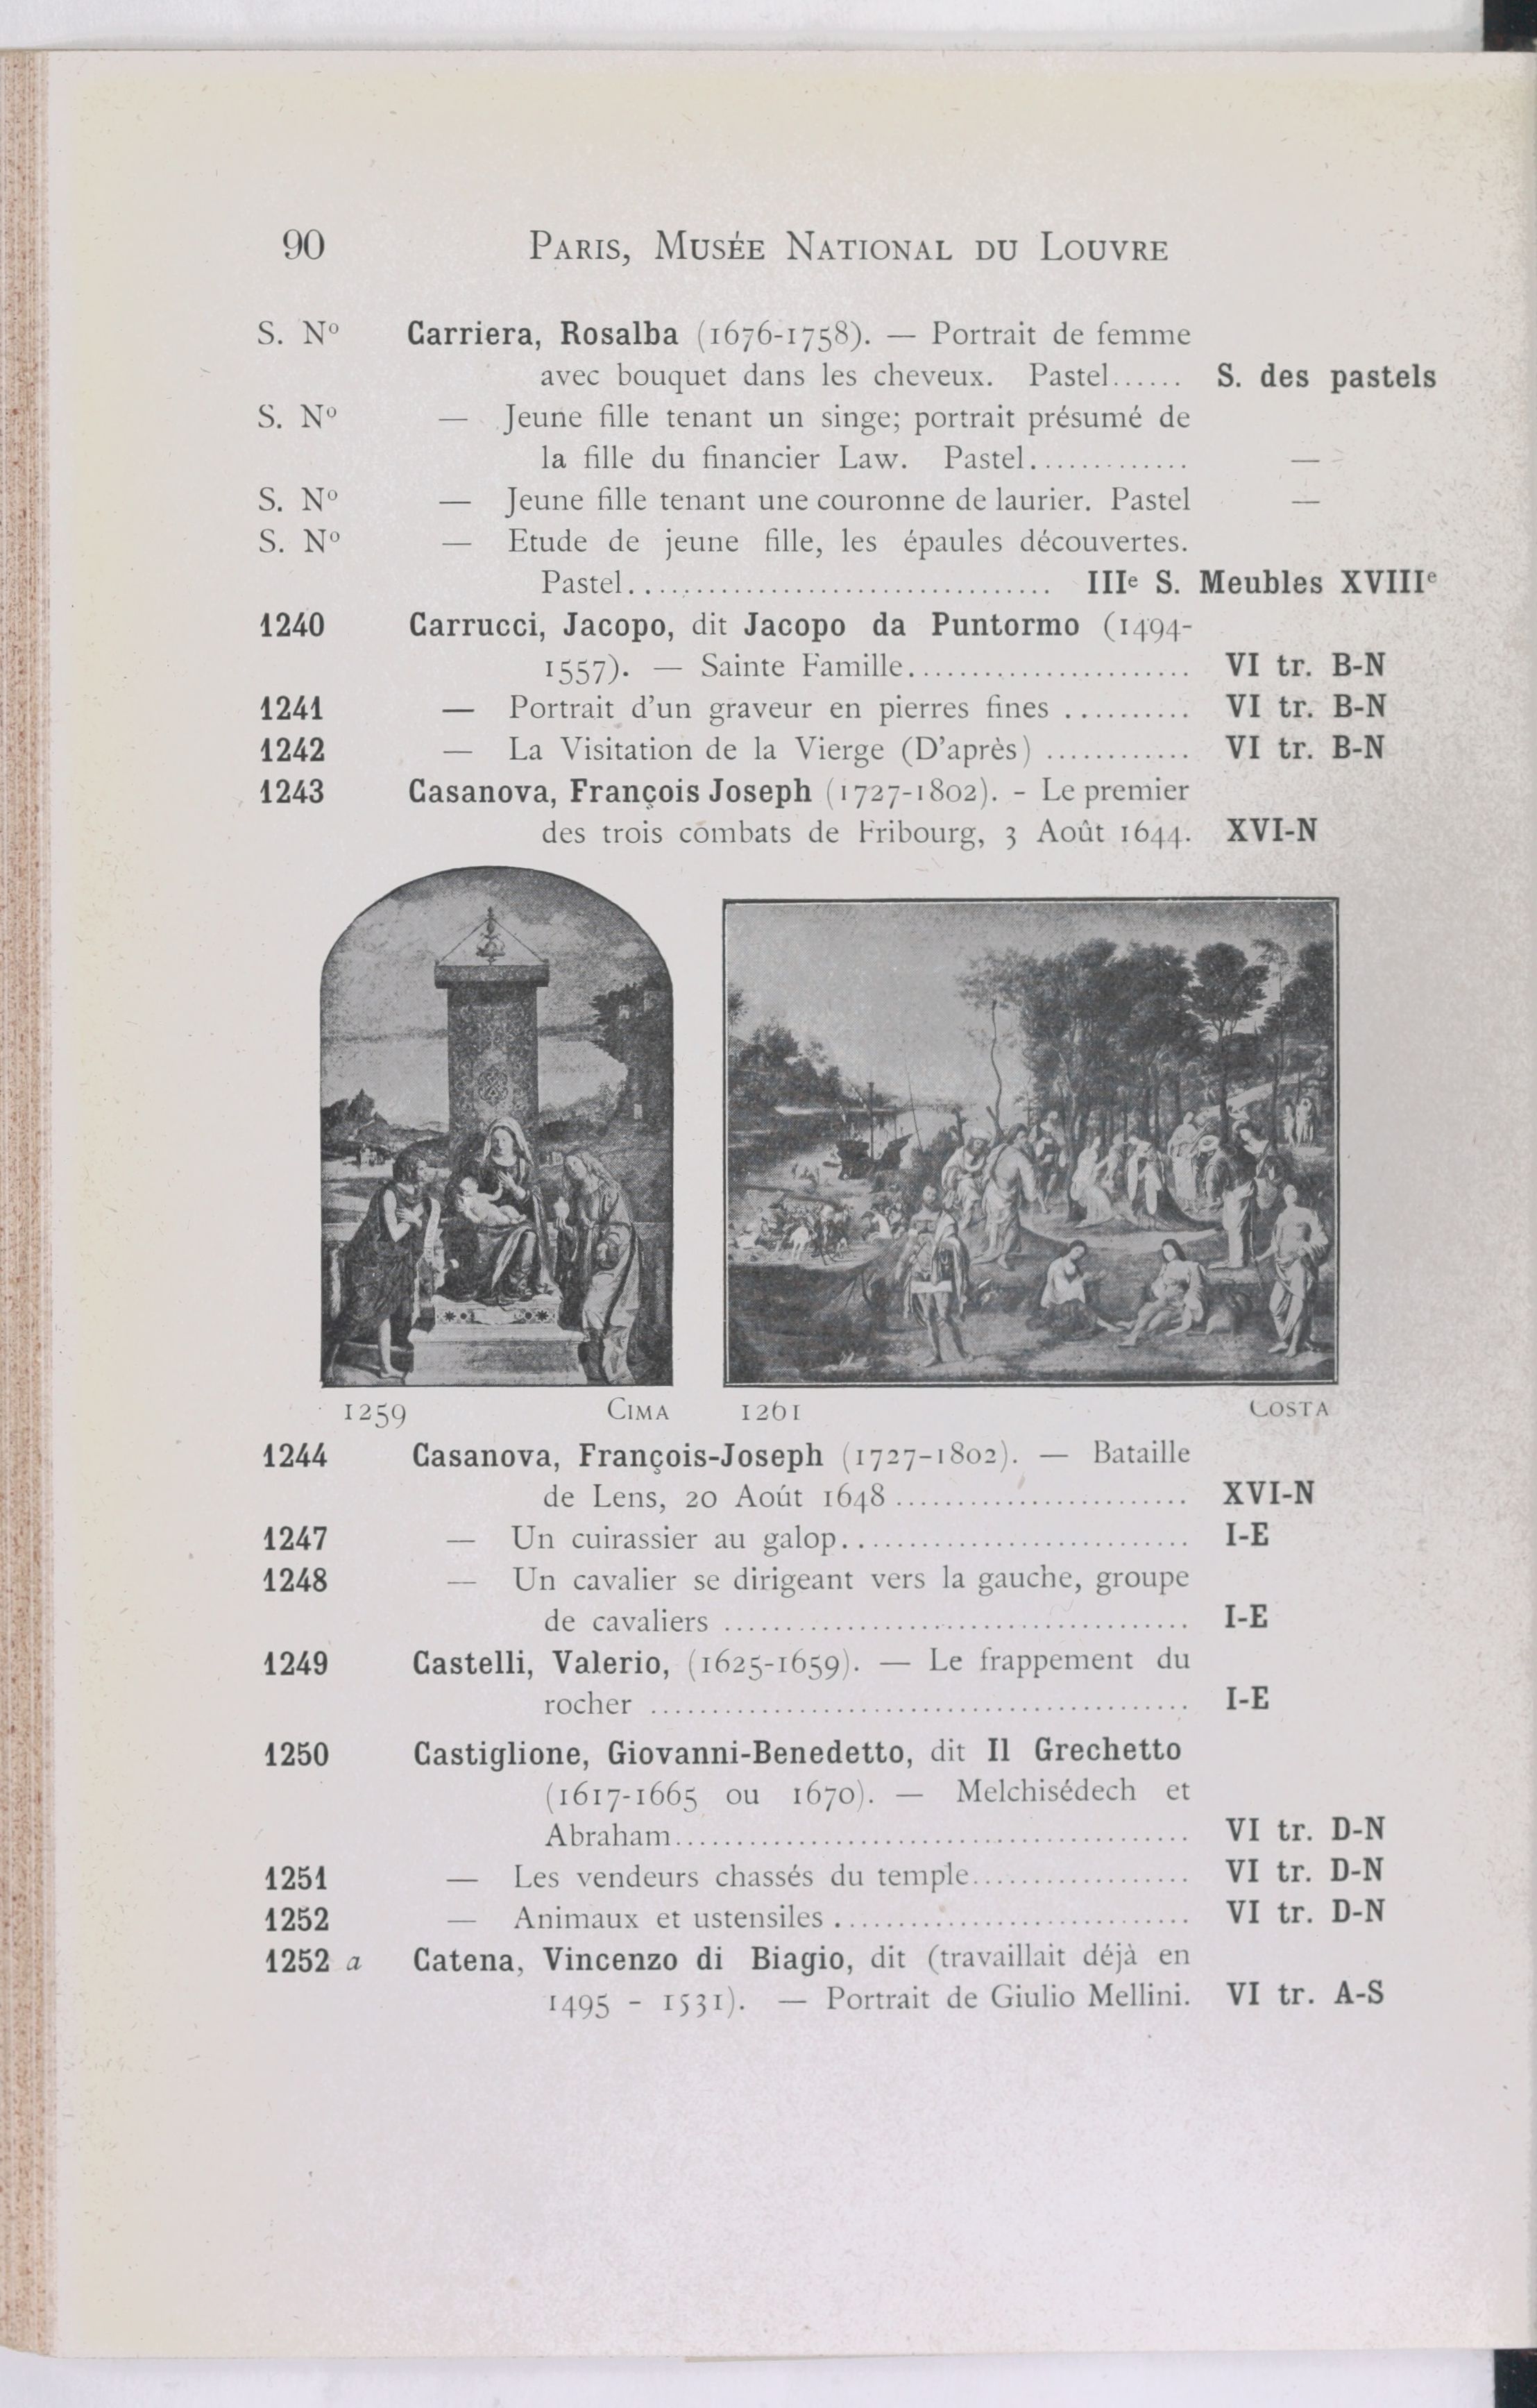 90 PARIS, MUSÉE NATIONAL DU LOUVRE
S. Nº Carriera, Rosalba (1676-1758). — Portrait de femme
avec bouquet dans les cheveux. Pastel...... S. des pastels
S. Nº — Jeune fille tenant un singe; portrait présumé de
la fille du financier Law. Pastel............. —
S. Nº — Jeune fille tenant une couronne de laurier. Pastel —
S. Nº — Etude de jeune fille, les épaules découvertes.
Pastel................................... IIIe S. Meubles XVIIIe
1240 Carrucci, Jacopo, dit Jacopo da Puntormo (1494-
1557). — Sainte Famille....................... VI tr. B-N
1241 — Portrait d'un graveur en pierres fines .......... VI tr. B-N
1242 — La Visitation de la Vierge (D'après) ............ VI tr. B-N
1243 Casanova, François Joseph (1727-1802). - Le premier
des trois combats de Fribourg, 3 Août 1644. XVI-N
1259 CIMA 1261 COSTA
1244 Casanova, François-Joseph (1727-1802). — Bataille
de Lens, 20 Août 1648 ........................ XVI-N
1247 — Un cuirassier au galop............................. I-E
1248 — Un cavalier se dirigeant vers la gauche, groupe
de cavaliers ....................................... I-E
1249 Castelli, Valerio, (1625-1659). — Le frappement du
rocher ............................................. I-E
1250 Castiglione, Giovanni-Benedetto, dit Il Grechetto
(1617-1665 ou 1670). — Melchisédech et
Abraham........................................... VI tr. D-N
1251 — Les vendeurs chassés du temple.................. VI tr. D-N
1252 — Animaux et ustensiles ............................. VI tr. D-N
1252 a Catena, Vincenzo di Biagio, dit (travaillait déjà en
1495 - 1531). — Portrait de Giulio Mellini. VI tr. A-S